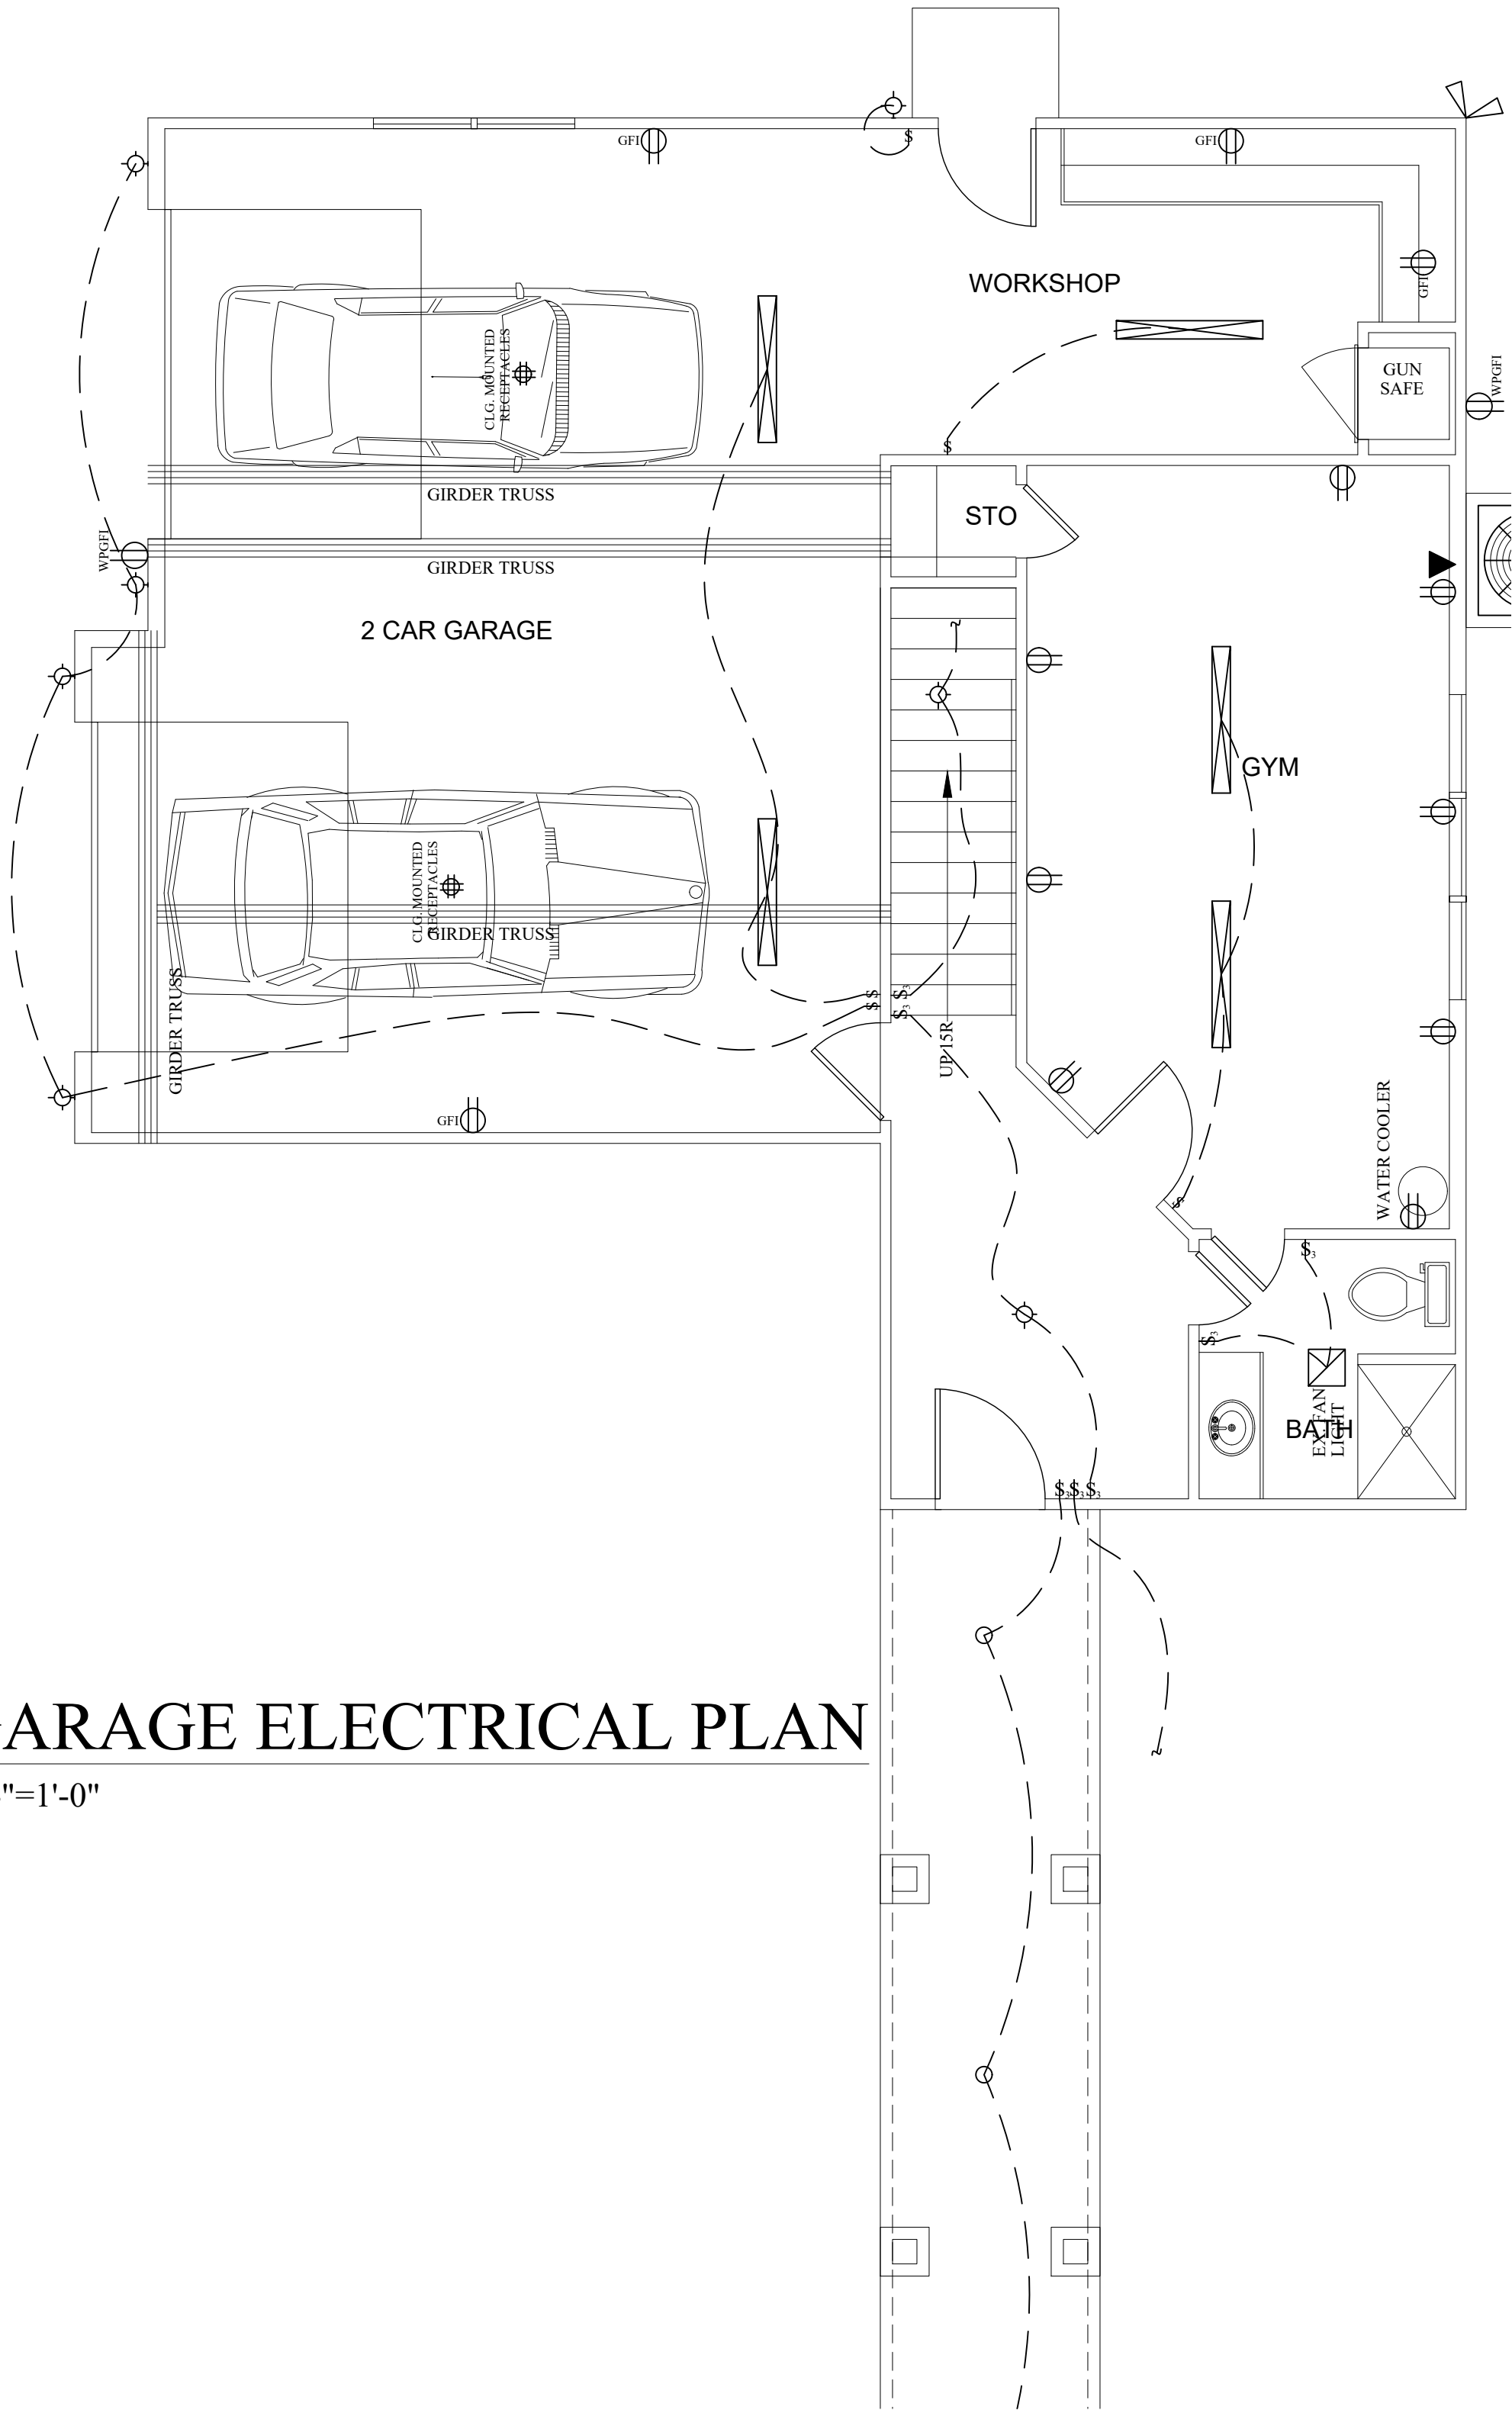 GFI
$
GFI
WORKSHOP
GFI
CLG. MOUNTED
RECEPTACLES
GUN
SAFE
WPGFI
$
GIRDER TRUSS
STO
WPGFI
GIRDER TRUSS
2 CAR GARAGE
GYM
CLG. MOUNTED
RECEPTACLES
GIRDER TRUSS
GIRDER TRUSS
$ $3
$ $3
UP 15R
GFI
WATER COOLER
$
$3
$3
EX. FAN
LIGHT
BATH
$3 $3 $3
GARAGE ELECTRICAL PLAN
"=1'-0"